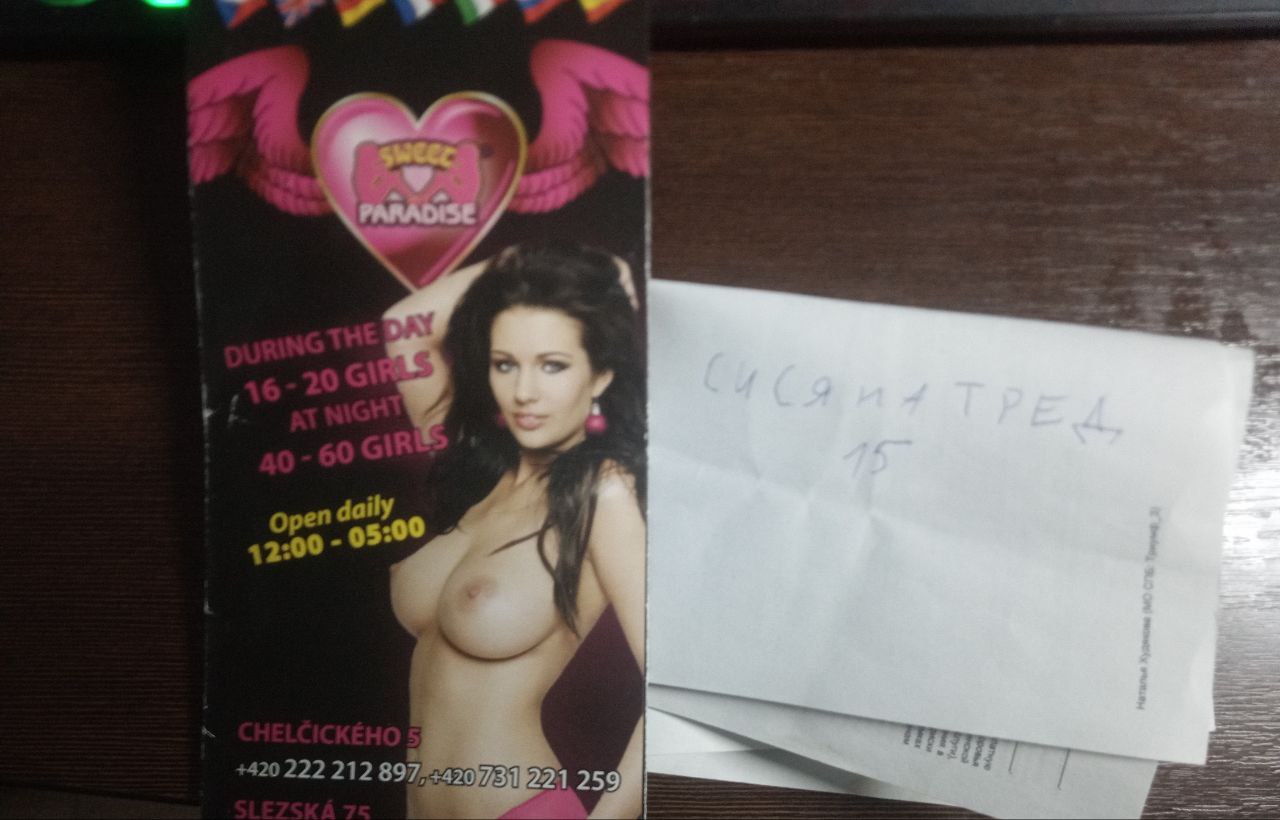 SWEET
PARADISE
DURING THE DAY
16 - 20 GIRLS
AT NIGHT
40 - 60 GIRLS
Open daily
12:00 - 05:00
CHELČICKÉHO 5
+420 222 212 897, +420 731 221 259
SLEZSKÁ 75
СИСЯ НА ТРЕД
15
Наталья